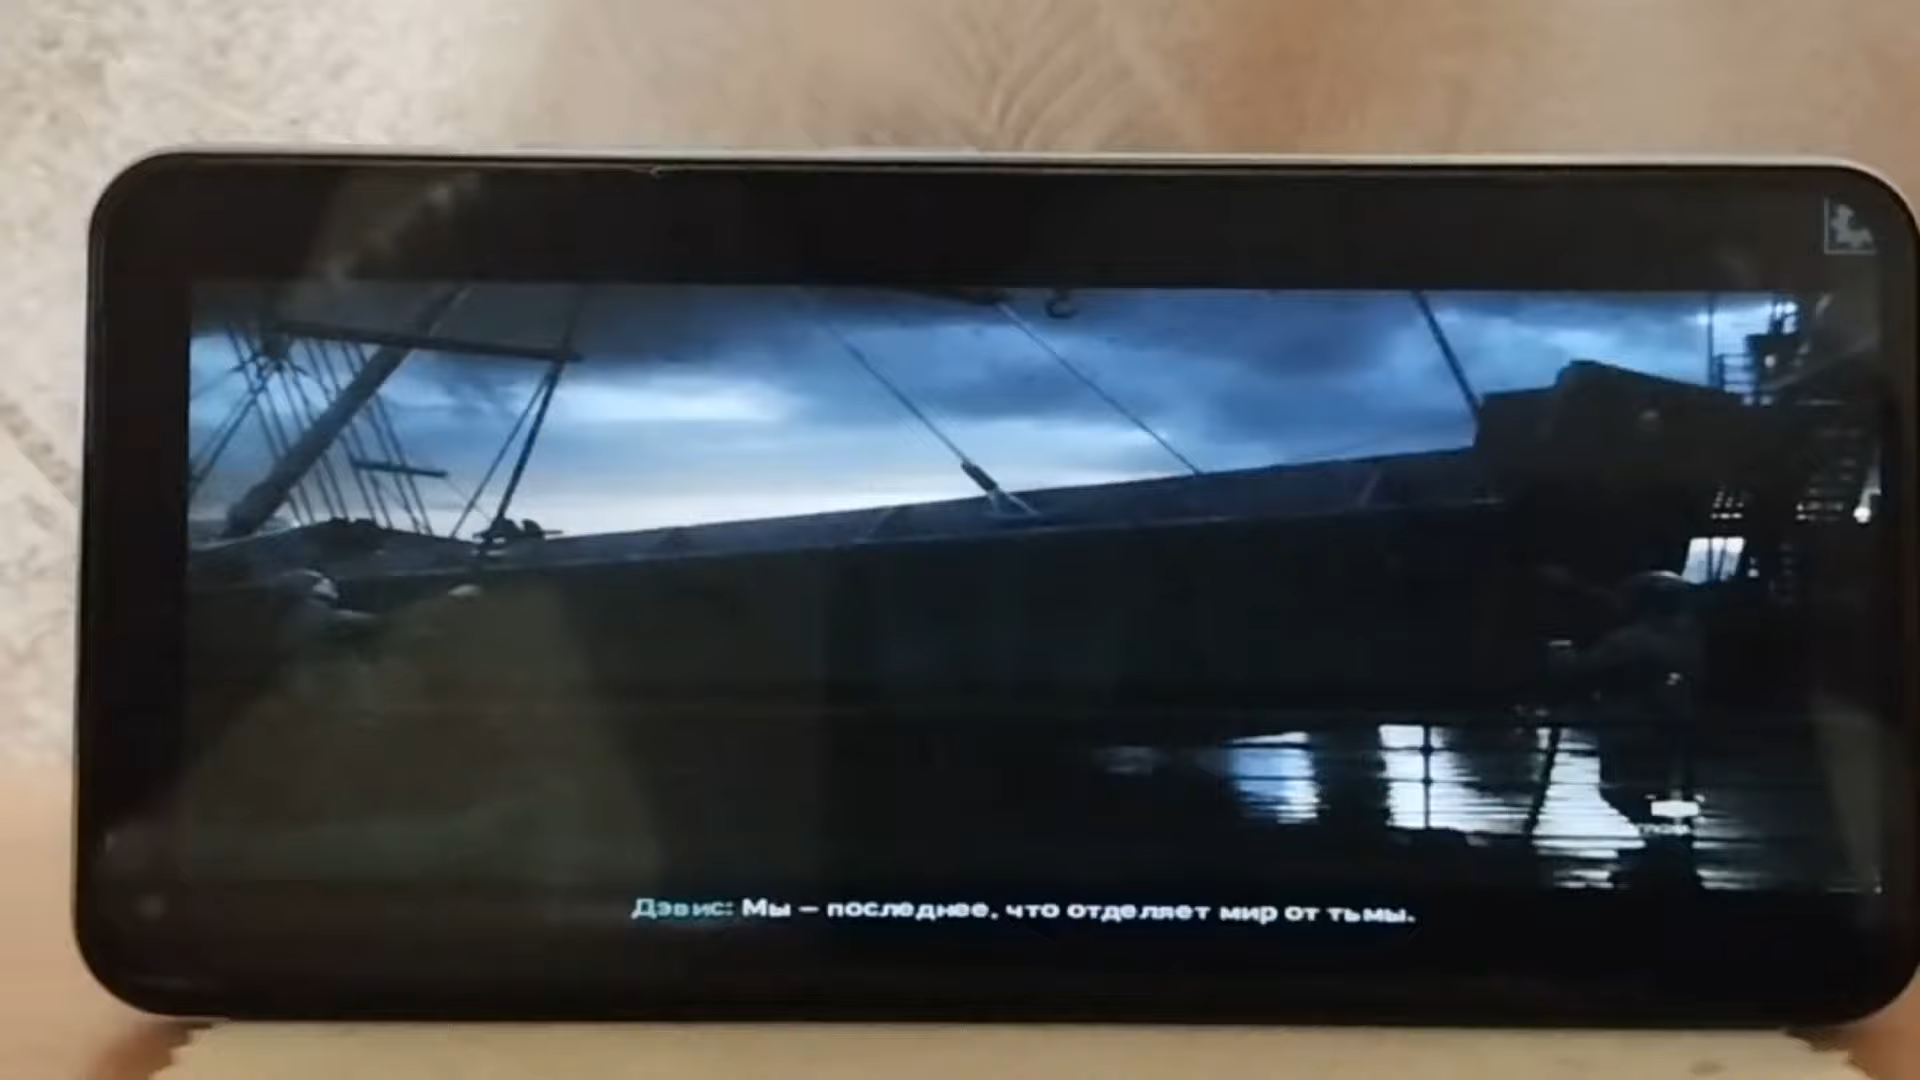 Дэвис: Мы – последнее, что отделяет мир от тьмы.